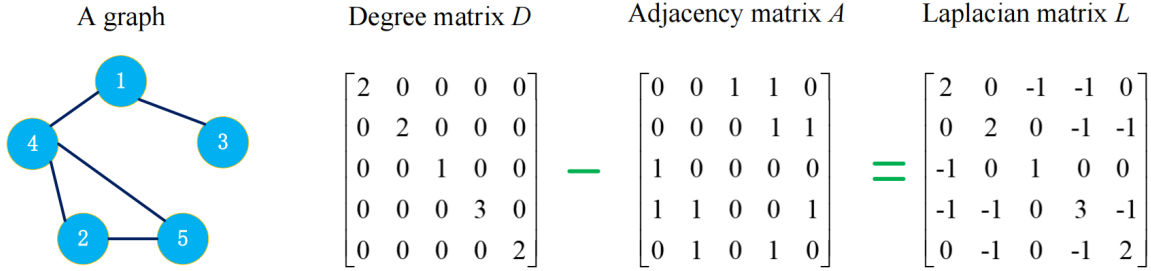 A graph
1
4
3
2
5
Degree matrix D
2 0 0 0 0
0 2 0 0 0
0 0 1 0 0
0 0 0 3 0
0 0 0 0 2
−
Adjacency matrix A
0 0 1 1 0
0 0 0 1 1
1 0 0 0 0
1 1 0 0 1
0 1 0 1 0
=
Laplacian matrix L
2 0 -1 -1 0
0 2 0 -1 -1
-1 0 1 0 0
-1 -1 0 3 -1
0 -1 0 -1 2